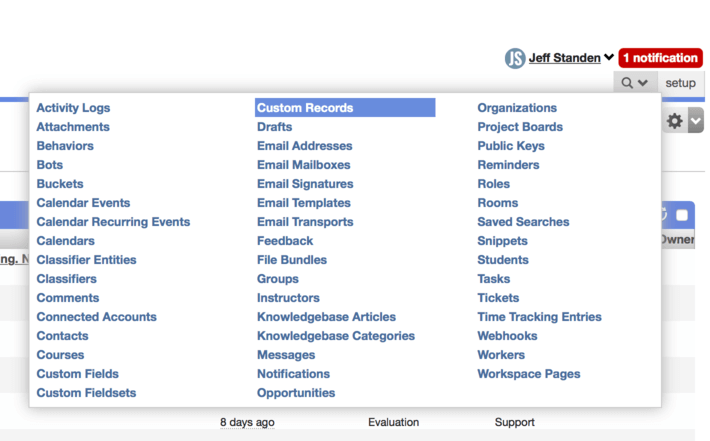 JS Jeff Standen 1 notification
setup
Activity Logs
Attachments
Behaviors
Bots
Buckets
Calendar Events
Calendar Recurring Events
Calendars
Classifier Entities
Classifiers
Comments
Connected Accounts
Contacts
Courses
Custom Fields
Custom Fieldsets
Custom Records
Drafts
Email Addresses
Email Mailboxes
Email Signatures
Email Templates
Email Transports
Feedback
File Bundles
Groups
Instructors
Knowledgebase Articles
Knowledgebase Categories
Messages
Notifications
Opportunities
Organizations
Project Boards
Public Keys
Reminders
Roles
Rooms
Saved Searches
Snippets
Students
Tasks
Tickets
Time Tracking Entries
Webhooks
Workers
Workspace Pages
Owner
ing. N
8 days ago Evaluation Support